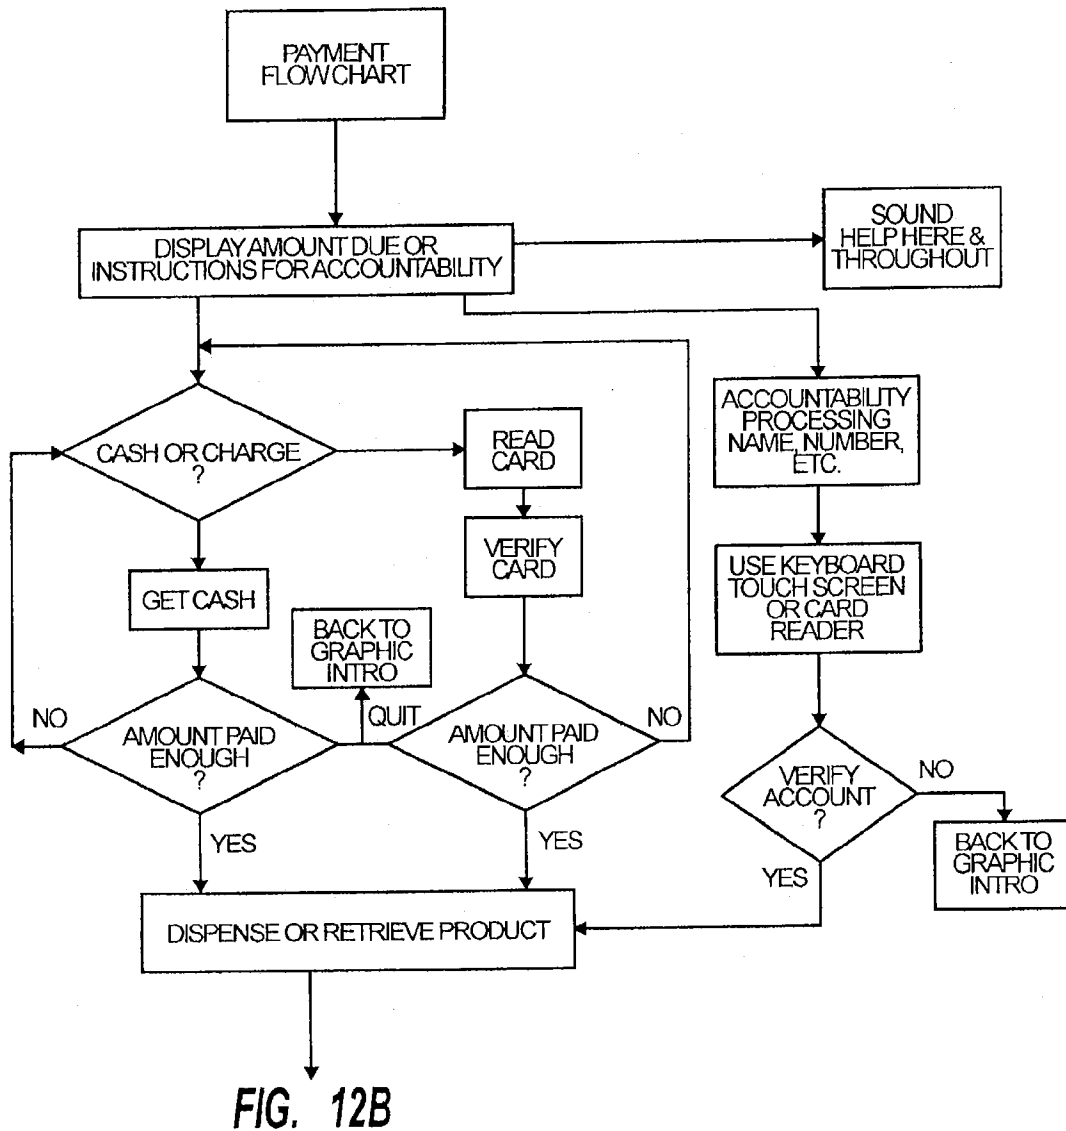 PAYMENT
FLOW CHART
DISPLAY AMOUNT DUE OR
INSTRUCTIONS FOR ACCOUNTABILITY
SOUND
HELP HERE &
THROUGHOUT
CASH OR CHARGE
?
READ
CARD
ACCOUNTABILITY
PROCESSING
NAME, NUMBER,
ETC.
VERIFY
CARD
GET CASH
USE KEYBOARD
TOUCH SCREEN
OR CARD
READER
BACK TO
GRAPHIC
INTRO
NO
AMOUNT PAID
ENOUGH
?
QUIT
AMOUNT PAID
ENOUGH
?
NO
VERIFY
ACCOUNT
?
NO
YES
YES
YES
BACK TO
GRAPHIC
INTRO
DISPENSE OR RETRIEVE PRODUCT
FIG. 12B